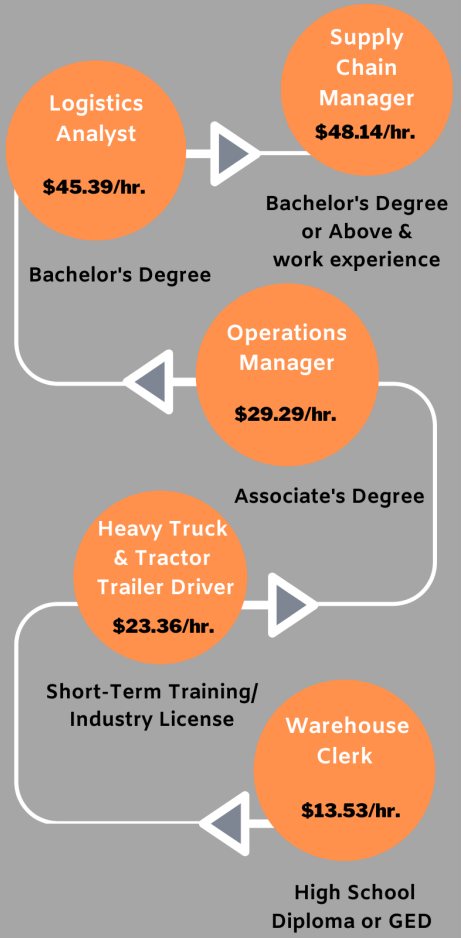 Supply
Chain
Manager
$48.14/hr.
Bachelor's Degree
or Above &
work experience
Logistics
Analyst
$45.39/hr.
Bachelor's Degree
Operations
Manager
$29.29/hr.
Associate's Degree
Heavy Truck
& Tractor
Trailer Driver
$23.36/hr.
Short-Term Training/
Industry License
Warehouse
Clerk
$13.53/hr.
High School
Diploma or GED